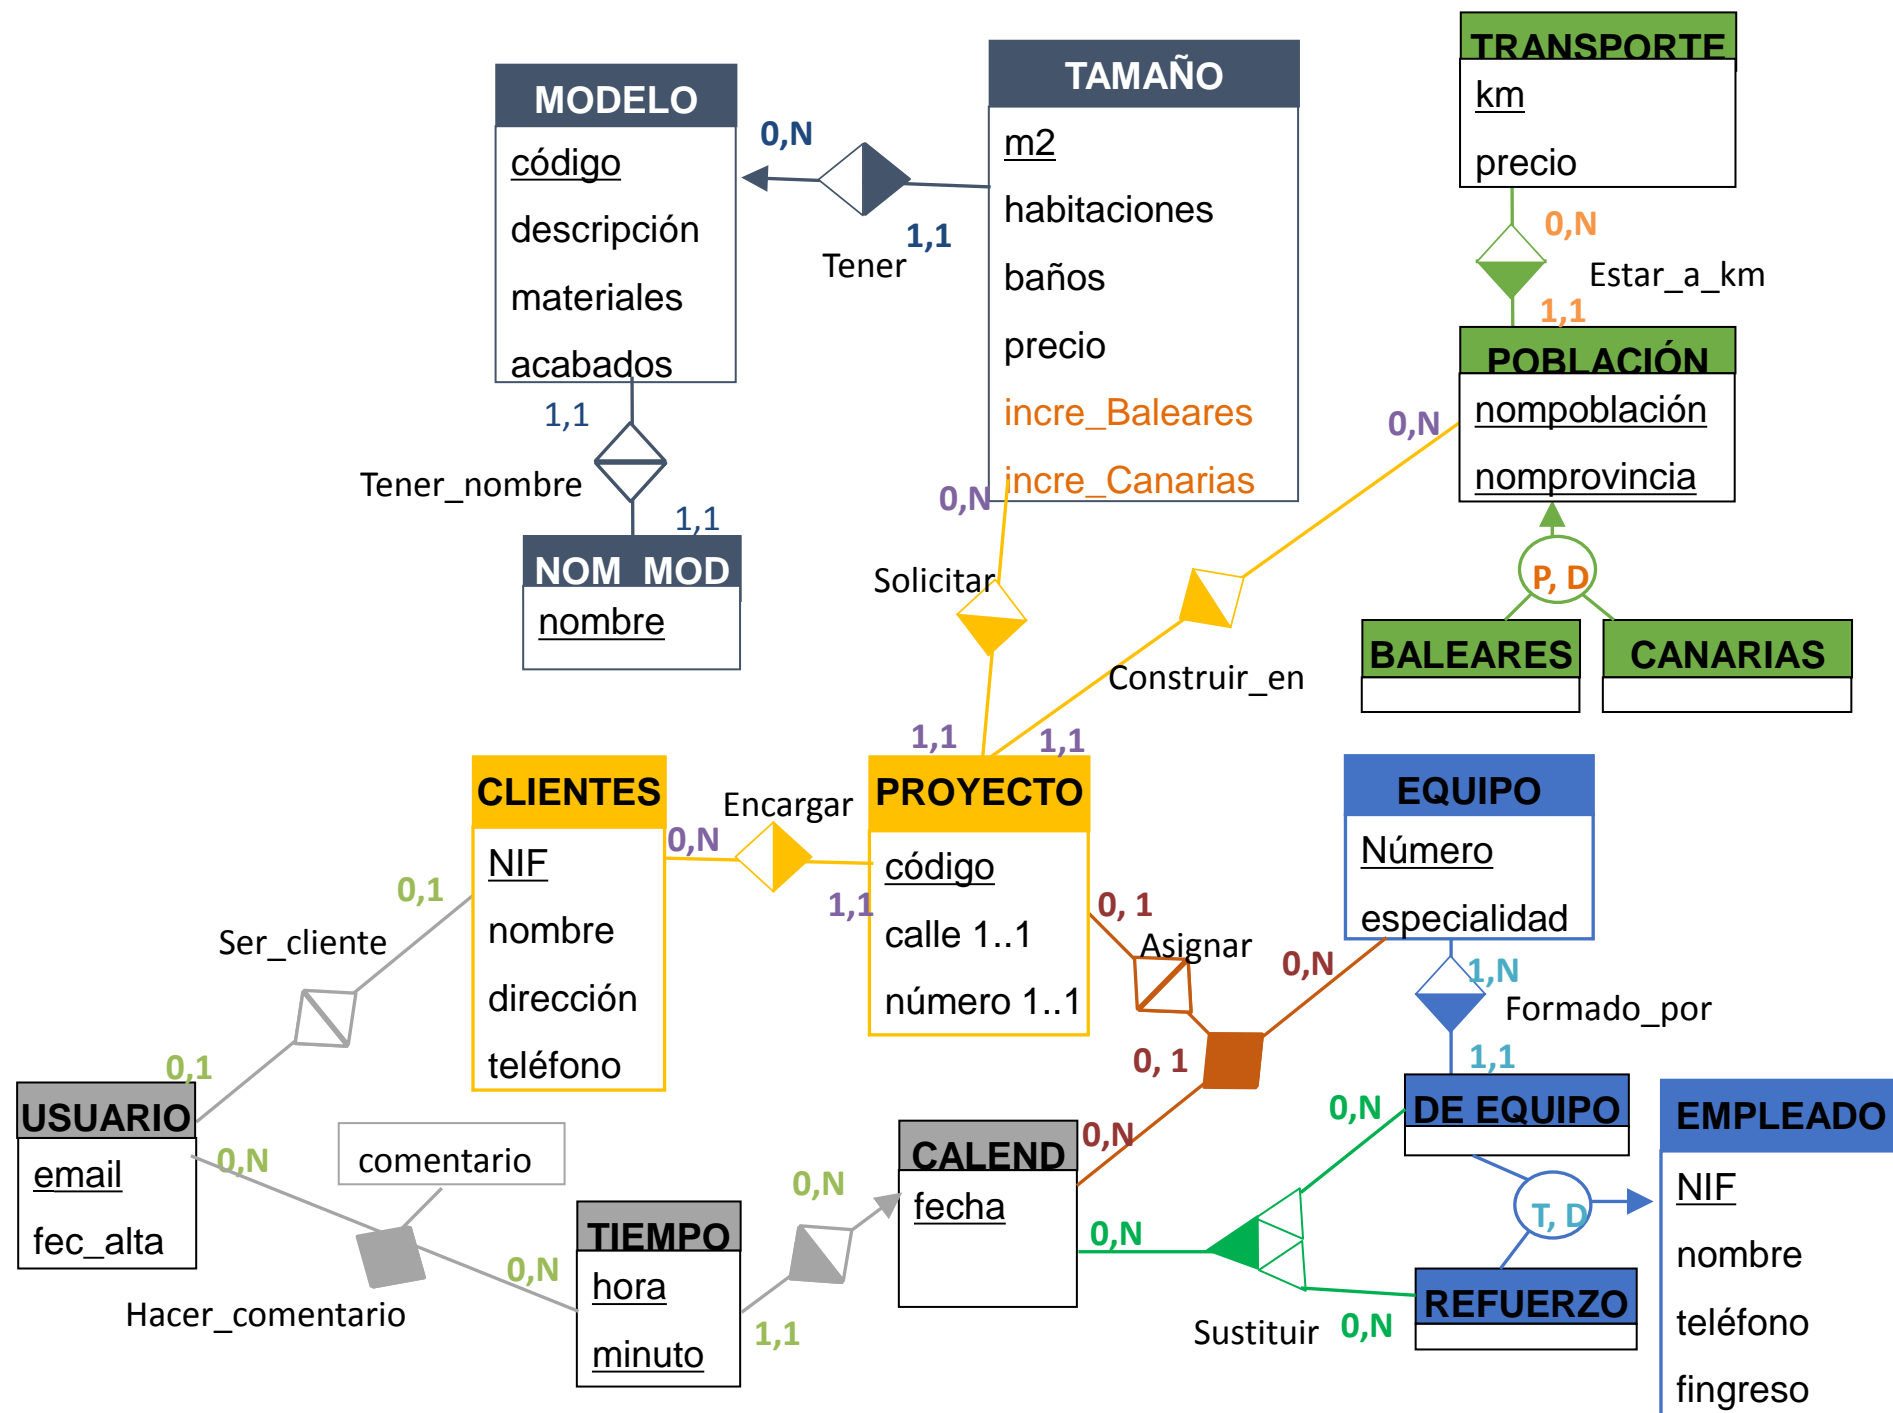 TRANSPORTE
km
precio
TAMAÑO
m2
habitaciones
baños
precio
incre_Baleares
incre_Canarias
MODELO
código
descripción
materiales
acabados
0,N
1,1
Tener
0,N
Estar_a_km
1,1
POBLACIÓN
nompoblación
nomprovincia
1,1
Tener_nombre
1,1
NOM_MOD
nombre
0,N
Solicitar
1,1
0,N
Construir_en
1,1
P, D
BALEARES
CANARIAS
CLIENTES
NIF
nombre
dirección
teléfono
Encargar
0,N
1,1
PROYECTO
código
calle 1..1
número 1..1
EQUIPO
Número
especialidad
0, 1
Asignar
0,N
0, 1
0,N
1,N
Formado_por
1,1
0,1
Ser_cliente
0,1
USUARIO
email
fec_alta
0,N
comentario
Hacer_comentario
0,N
TIEMPO
hora
minuto
0,N
1,1
CALEND
fecha
0,N
0,N
Sustituir
0,N
DE EQUIPO
T, D
REFUERZO
EMPLEADO
NIF
nombre
teléfono
fingreso